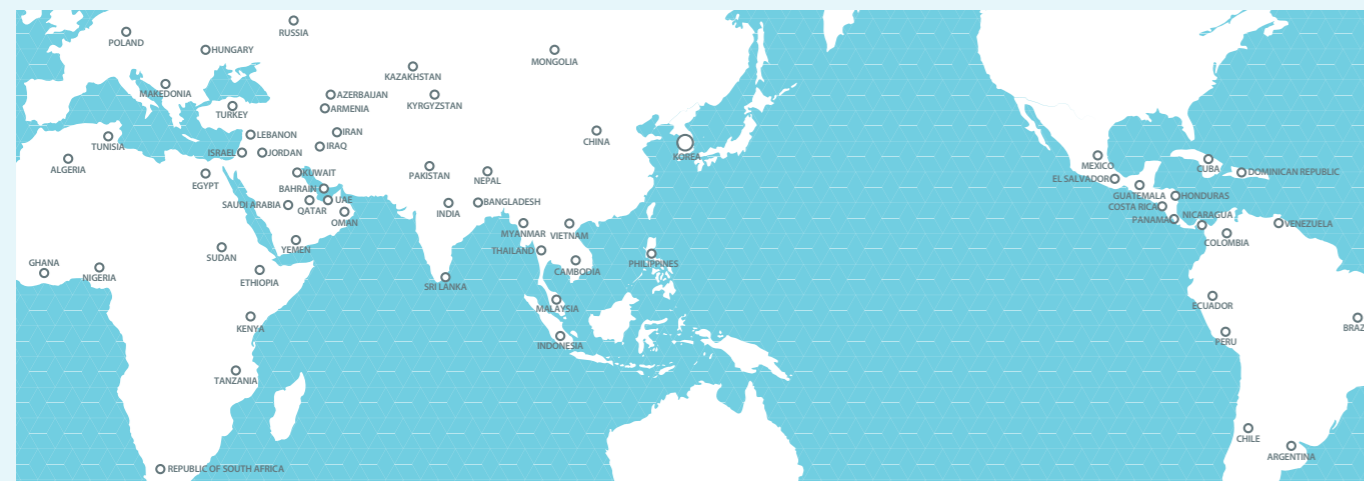 RUSSIA
POLAND
HUNGARY
MONGOLIA
KAZAKHSTAN
MAKEDONIA
AZERBAIJAN
KYRGYZSTAN
ARMENIA
TURKEY
LEBANON
IRAN
CHINA
TUNISIA
IRAQ
KOREA
ISRAEL
JORDAN
ALGERIA
MEXICO
CUBA
DOMINICAN REPUBLIC
KUWAIT
PAKISTAN
NEPAL
EL SALVADOR
EGYPT
BAHRAIN
GUATEMALA
HONDURAS
SAUDI ARABIA
QATAR
UAE
INDIA
BANGLADESH
COSTA RICA
OMAN
PANAMA
NICARAGUA
VENEZUELA
MYANMAR
VIETNAM
COLOMBIA
YEMEN
THAILAND
SUDAN
GHANA
NIGERIA
ETHIOPIA
CAMBODIA
PHILIPPINES
SRI LANKA
MALAYSIA
ECUADOR
KENYA
BRAZ
INDONESIA
PERU
TANZANIA
CHILE
ARGENTINA
REPUBLIC OF SOUTH AFRICA